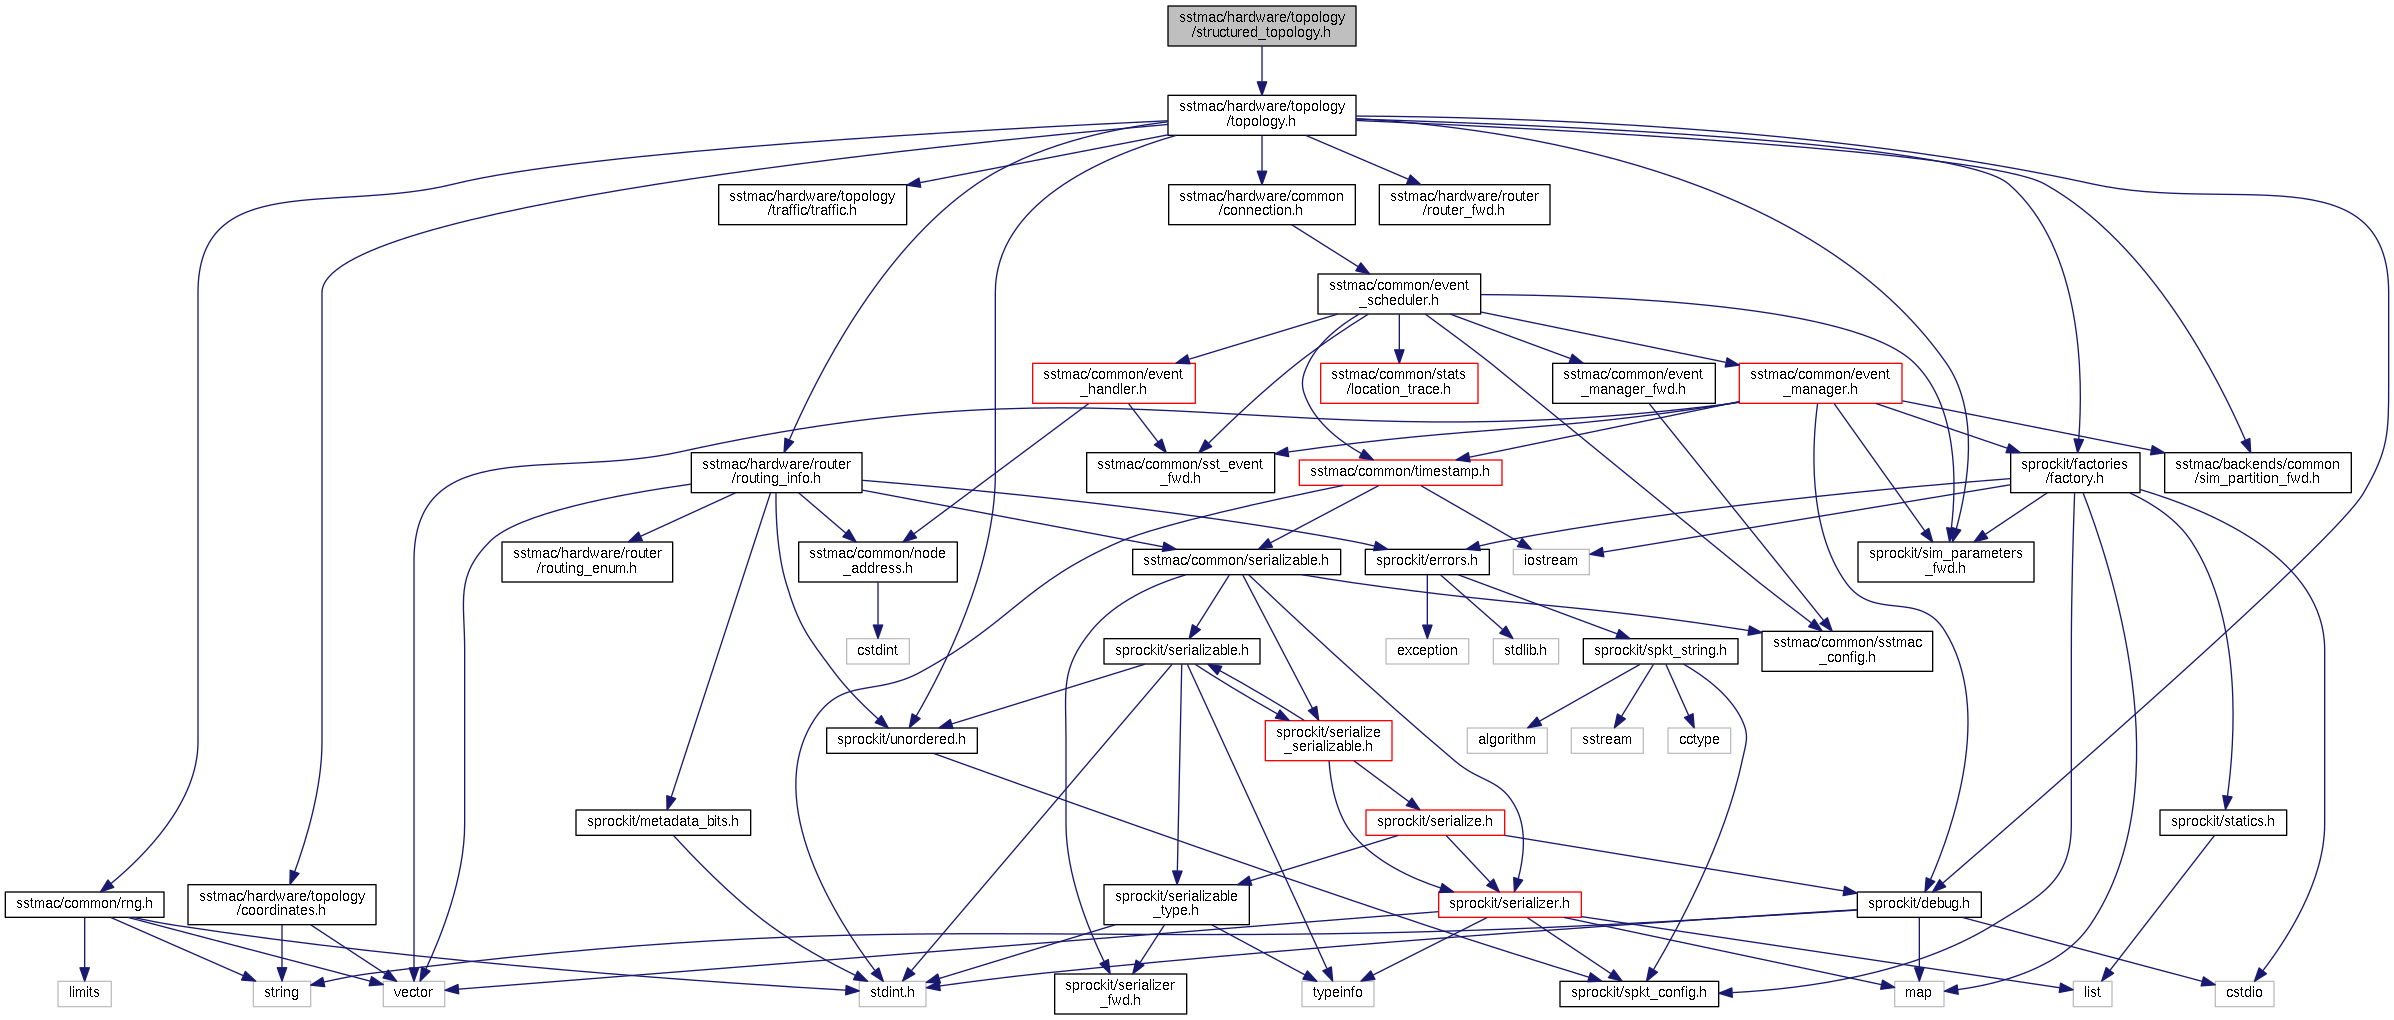 sstmac/hardware/topology
/structured_topology.h
sstmac/hardware/topology
/topology.h
sstmac/hardware/topology
/traffic/traffic.h
sstmac/hardware/common
/connection.h
sstmac/hardware/router
/router_fwd.h
sstmac/common/event
_scheduler.h
sstmac/common/event
_handler.h
sstmac/common/stats
/location_trace.h
sstmac/common/event
_manager_fwd.h
sstmac/common/event
_manager.h
sstmac/hardware/router
/routing_info.h
sstmac/common/sst_event
_fwd.h
sstmac/common/timestamp.h
sprockit/factories
/factory.h
sstmac/backends/common
/sim_partition_fwd.h
sstmac/hardware/router
/routing_enum.h
sstmac/common/node
_address.h
sstmac/common/serializable.h
sprockit/errors.h
iostream
sprockit/sim_parameters
_fwd.h
cstdint
sprockit/serializable.h
exception
stdlib.h
sprockit/spkt_string.h
sstmac/common/sstmac
_config.h
sprockit/unordered.h
sprockit/serialize
_serializable.h
algorithm
sstream
cctype
sprockit/metadata_bits.h
sprockit/serialize.h
sprockit/statics.h
sstmac/common/rng.h
sstmac/hardware/topology
/coordinates.h
sprockit/serializable
_type.h
sprockit/serializer.h
sprockit/debug.h
limits
string
vector
stdint.h
sprockit/serializer
_fwd.h
typeinfo
sprockit/spkt_config.h
map
list
cstdio